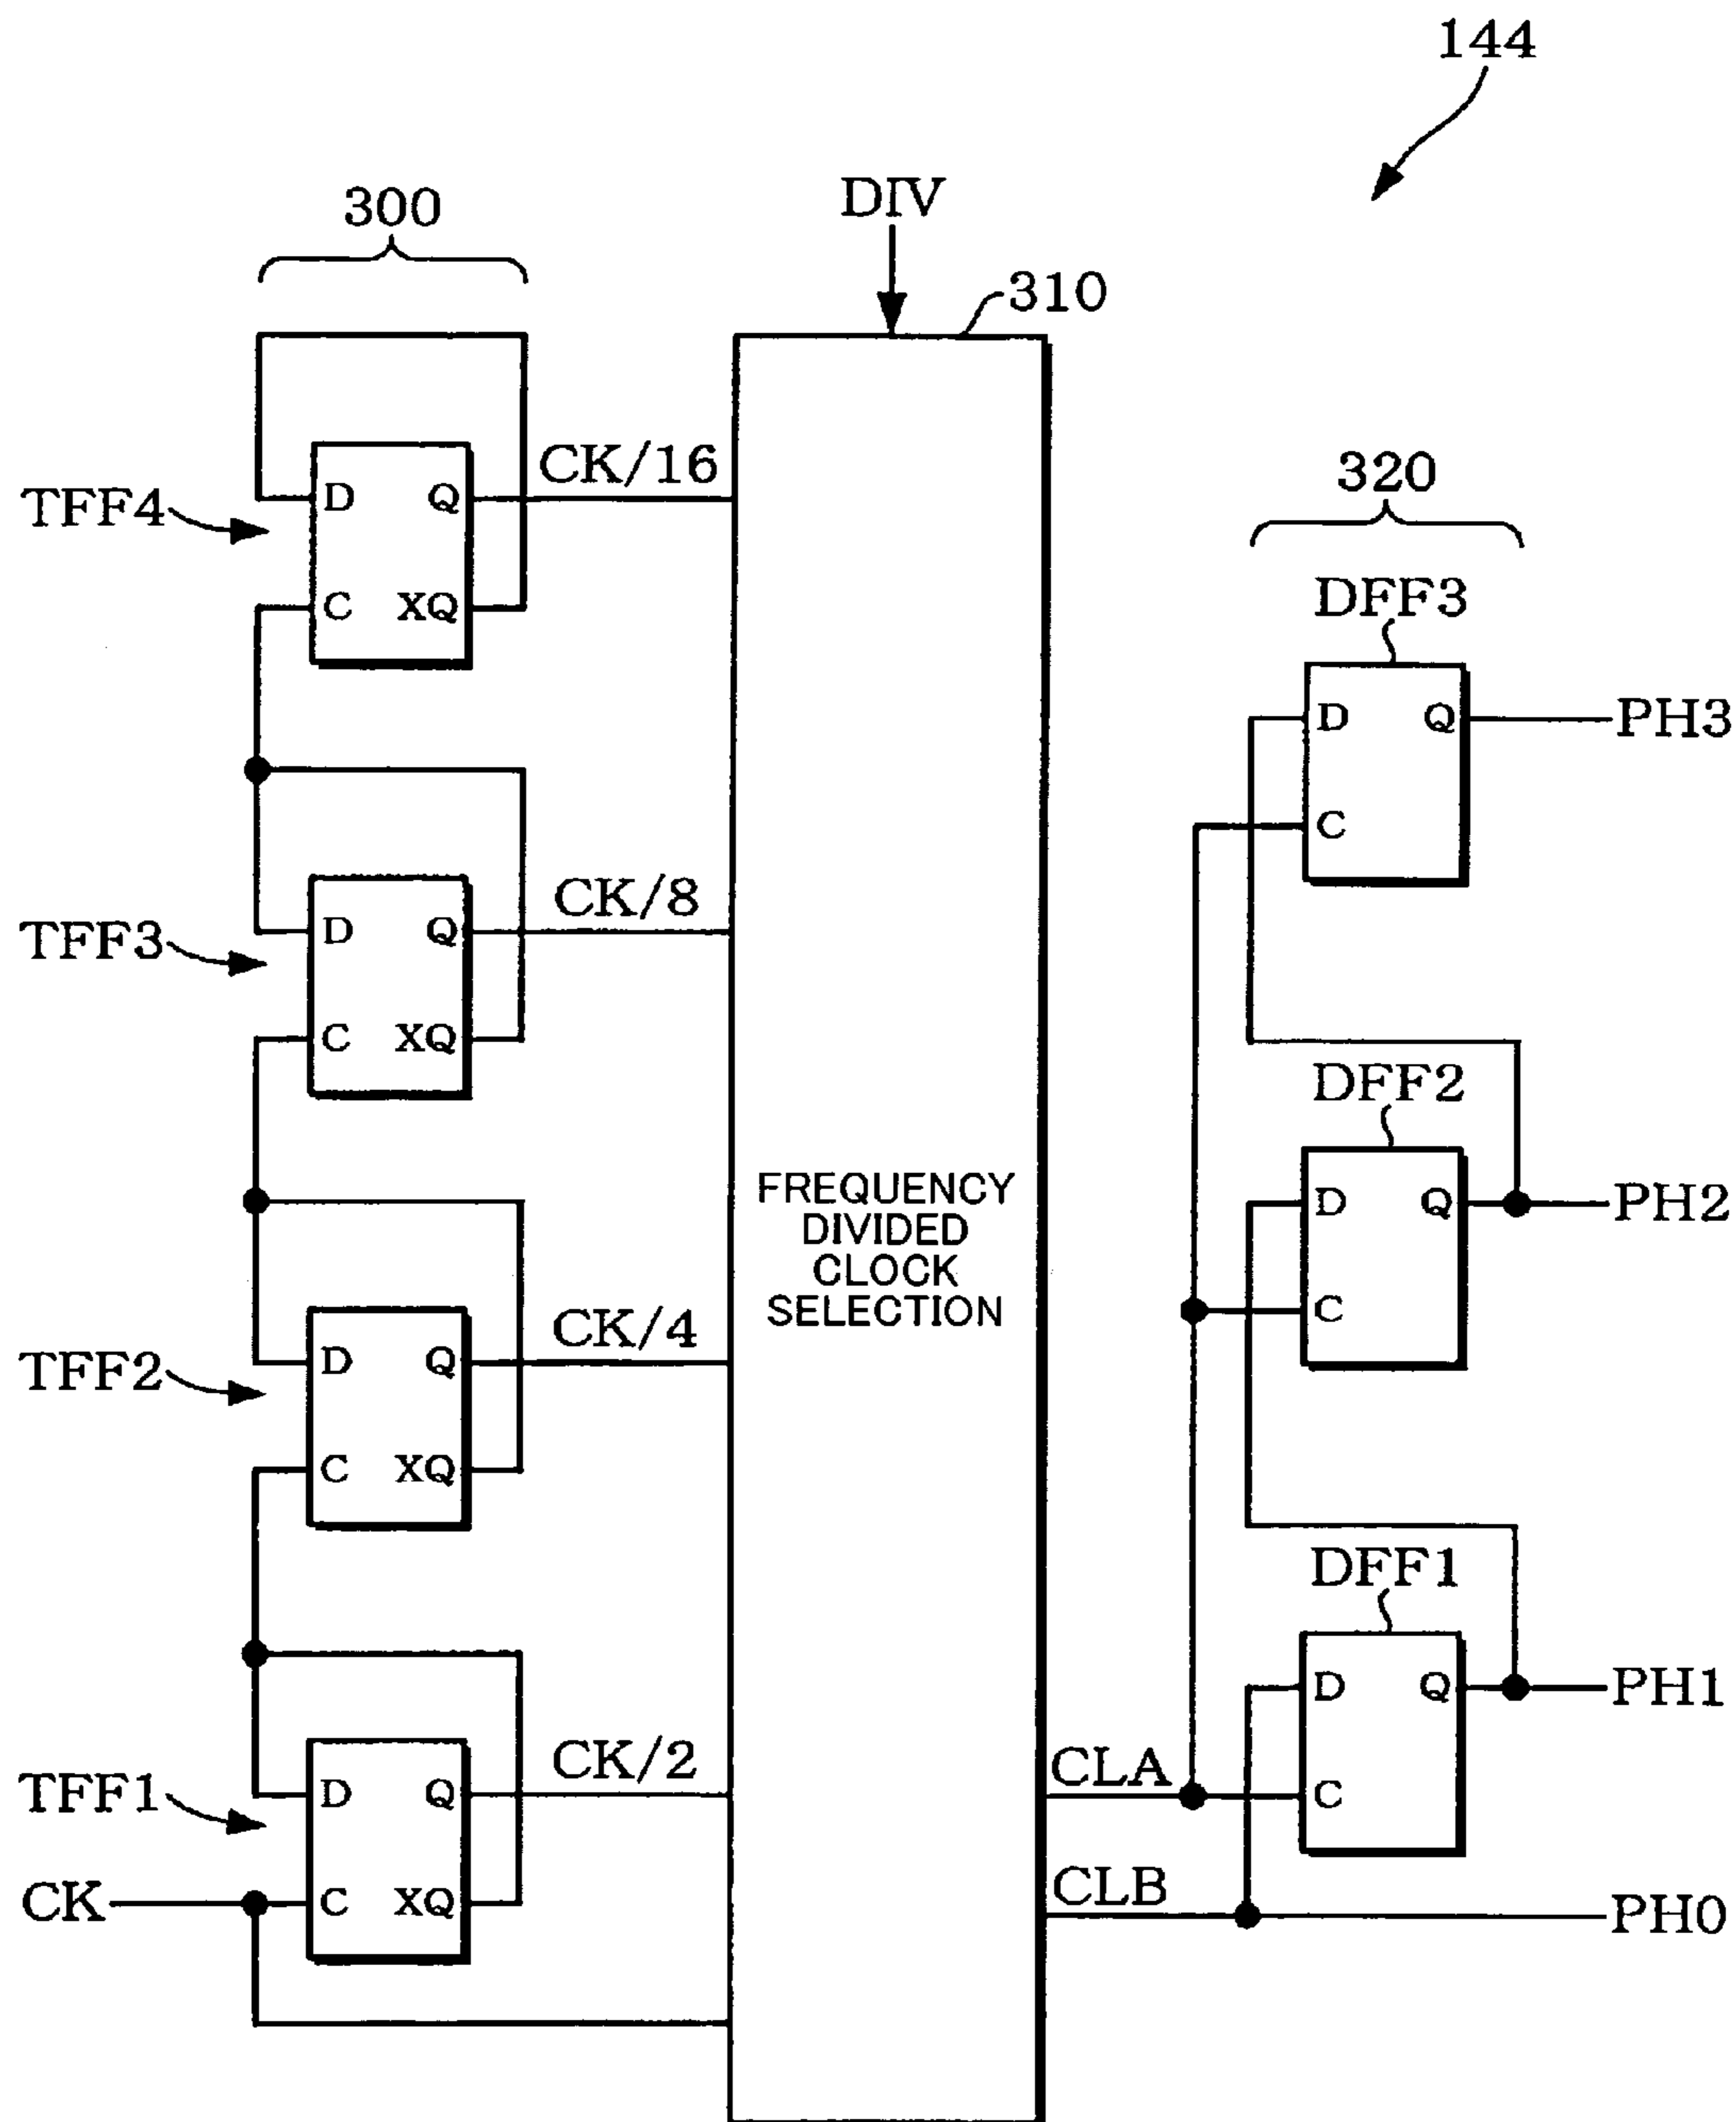 144
300
DIV
310
CK/16
D Q
TFF4
C XQ
320
DFF3
D Q
PH3
C
CK/8
D Q
TFF3
C XQ
DFF2
D Q
PH2
C
FREQUENCY
DIVIDED
CLOCK
SELECTION
CK/4
D Q
TFF2
C XQ
DFF1
D Q
PH1
C
CK/2
D Q
TFF1
CLA
CK
C XQ
CLB
PH0